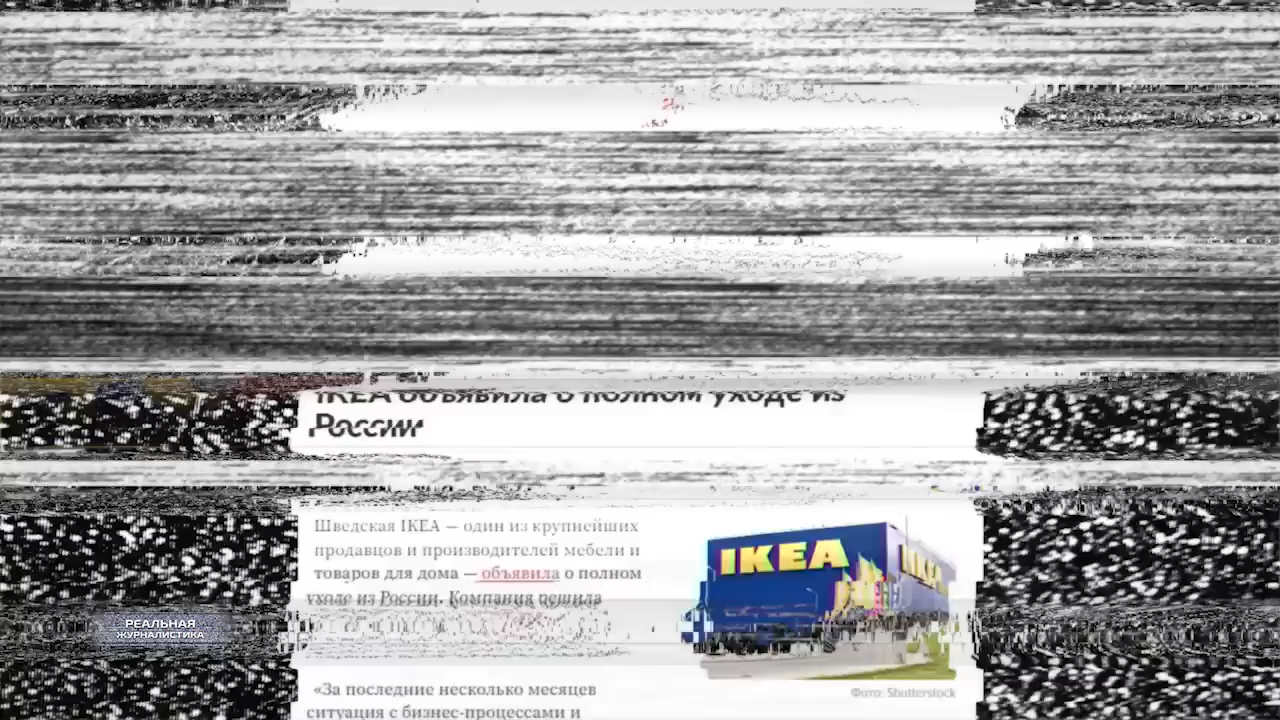 IKEA объявила о полном уходе из
России
Шведская IKEA — один из крупнейших
продавцов и производителей мебели и
товаров для дома — объявила о полном
уходе из России. Компания решила
IKEA
IKEA
РЕАЛЬНАЯ
ЖУРНАЛИСТИКА
«За последние несколько месяцев
ситуация с бизнес-процессами и
Фото: Shutterstock